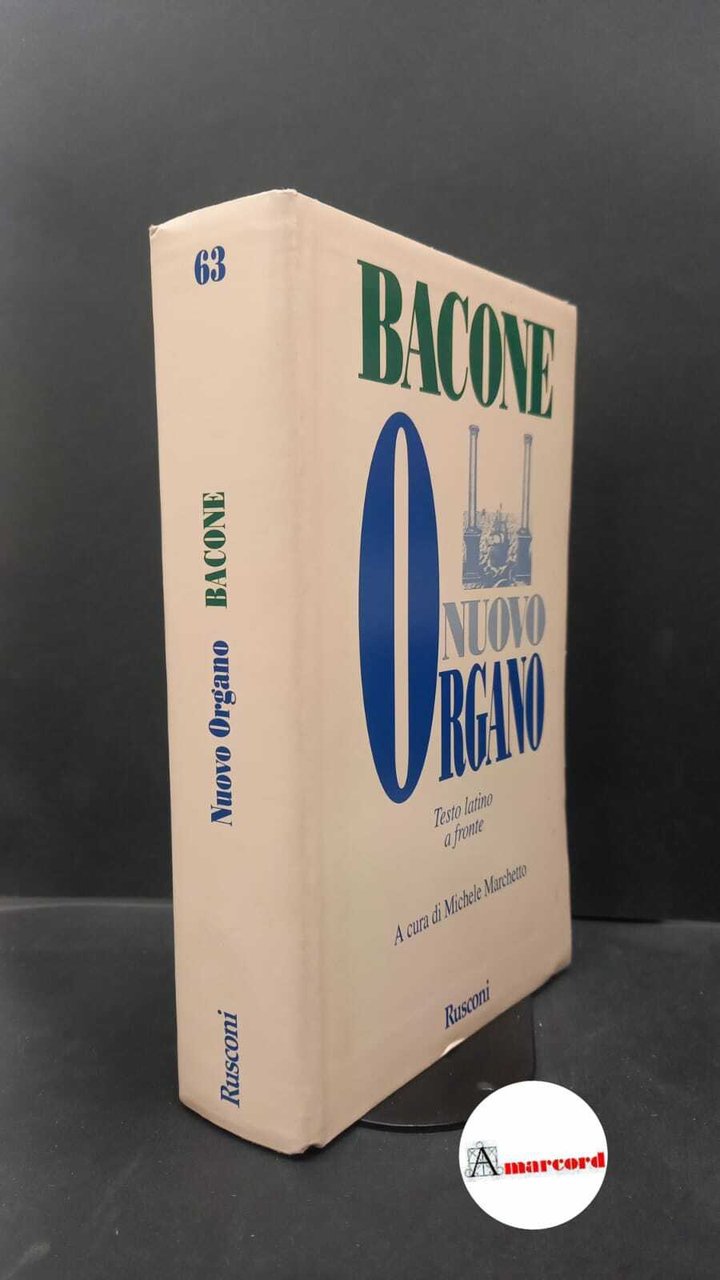 63
BACONE
Nuovo Organo
Rusconi
BACONE
NUOVO
ORGANO
Testo latino
a fronte
A cura di Michele Marchetto
Rusconi
Amarcord